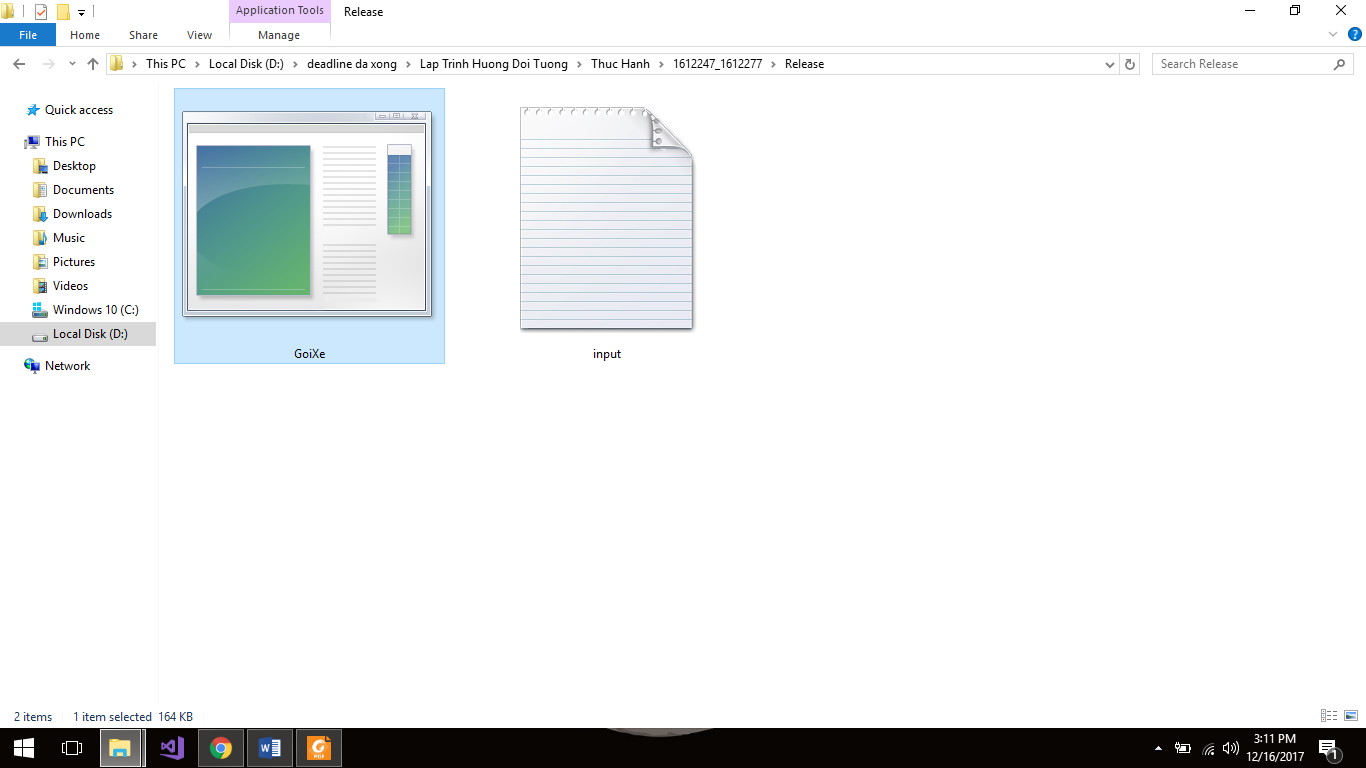 Application Tools
Release
File
Home
Share
View
Manage
This PC
Local Disk (D:)
deadline da xong
Lap Trinh Huong Doi Tuong
Thuc Hanh
1612247_1612277
Release
Search Release
Quick access
This PC
Desktop
Documents
Downloads
Music
Pictures
Videos
Windows 10 (C:)
Local Disk (D:)
Network
GoiXe
input
2 items
1 item selected 164 KB
PDF
3:11 PM
12/16/2017
1